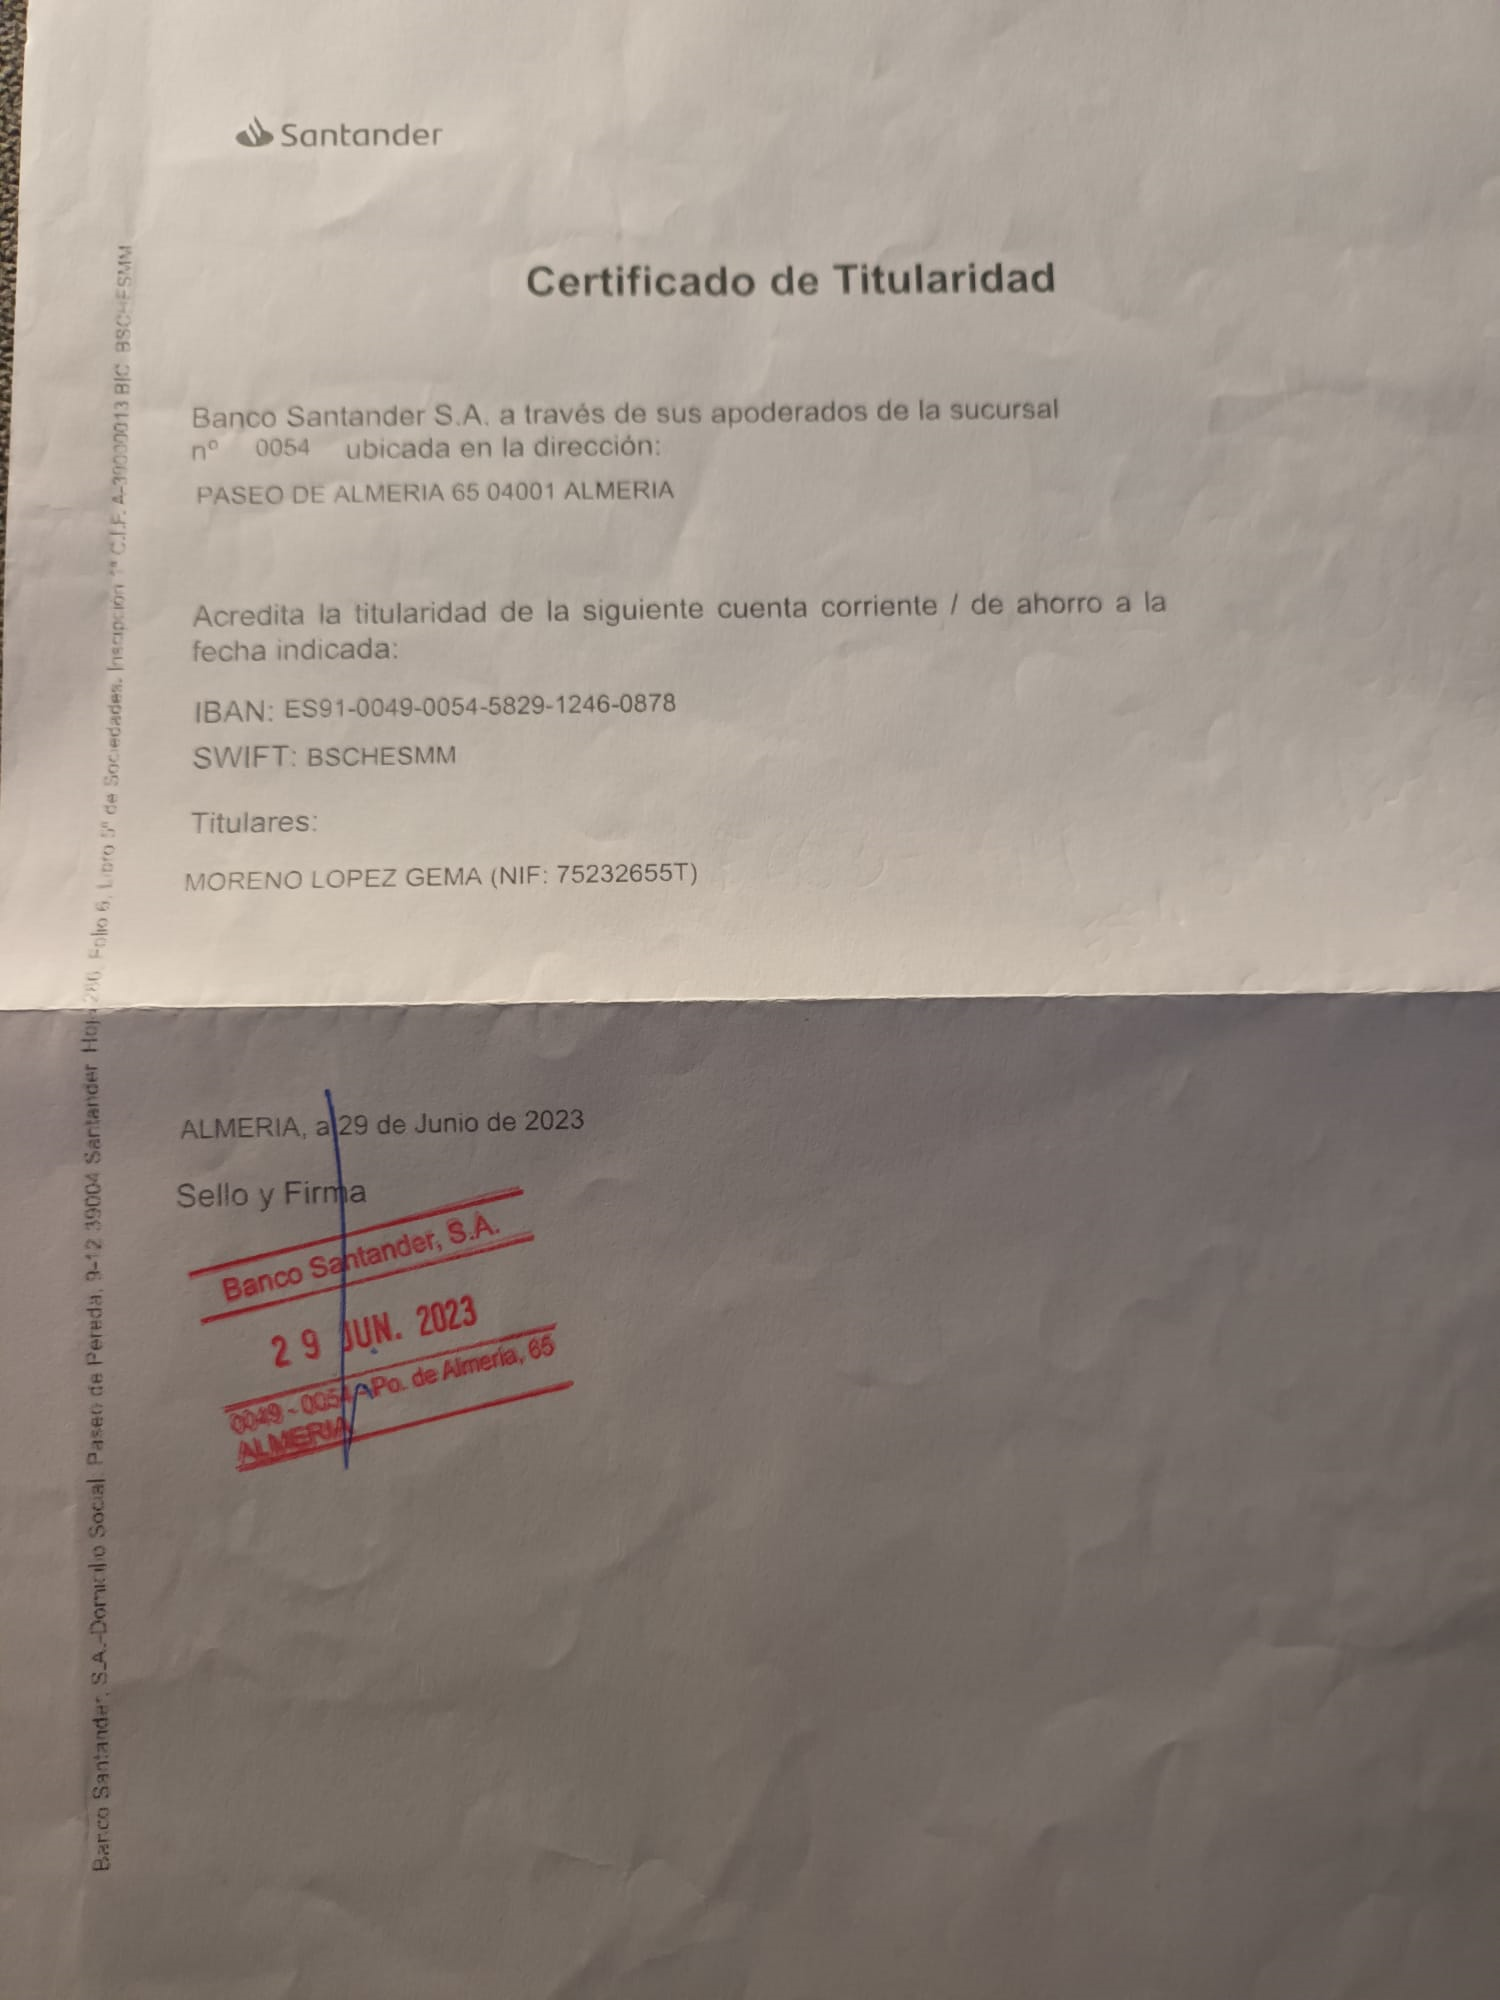 Santander
Certificado de Titularidad
Banco Santander S.A. a través de sus apoderados de la sucursal
nº 0054 ubicada en la dirección:
PASEO DE ALMERIA 65 04001 ALMERIA
Acredita la titularidad de la siguiente cuenta corriente / de ahorro a la
fecha indicada:
IBAN: ES91-0049-0054-5829-1246-0878
SWIFT: BSCHESMM
Titulares:
MORENO LOPEZ GEMA (NIF: 75232655T)
ALMERIA, a 29 de Junio de 2023
Sello y Firma
Banco Santander, S.A.
29 JUN. 2023
0049 - 0054 Po. de Almería, 65
ALMERIA
Banco Santander, S.A.-Domicilio Social: Paseo de Pereda, 9-12 39004 Santander Hoja 286, Folio 6, Libro 5º de Sociedades. Inscripción 1ª C.I.F. A-39000013 BIC. BSCHESMM